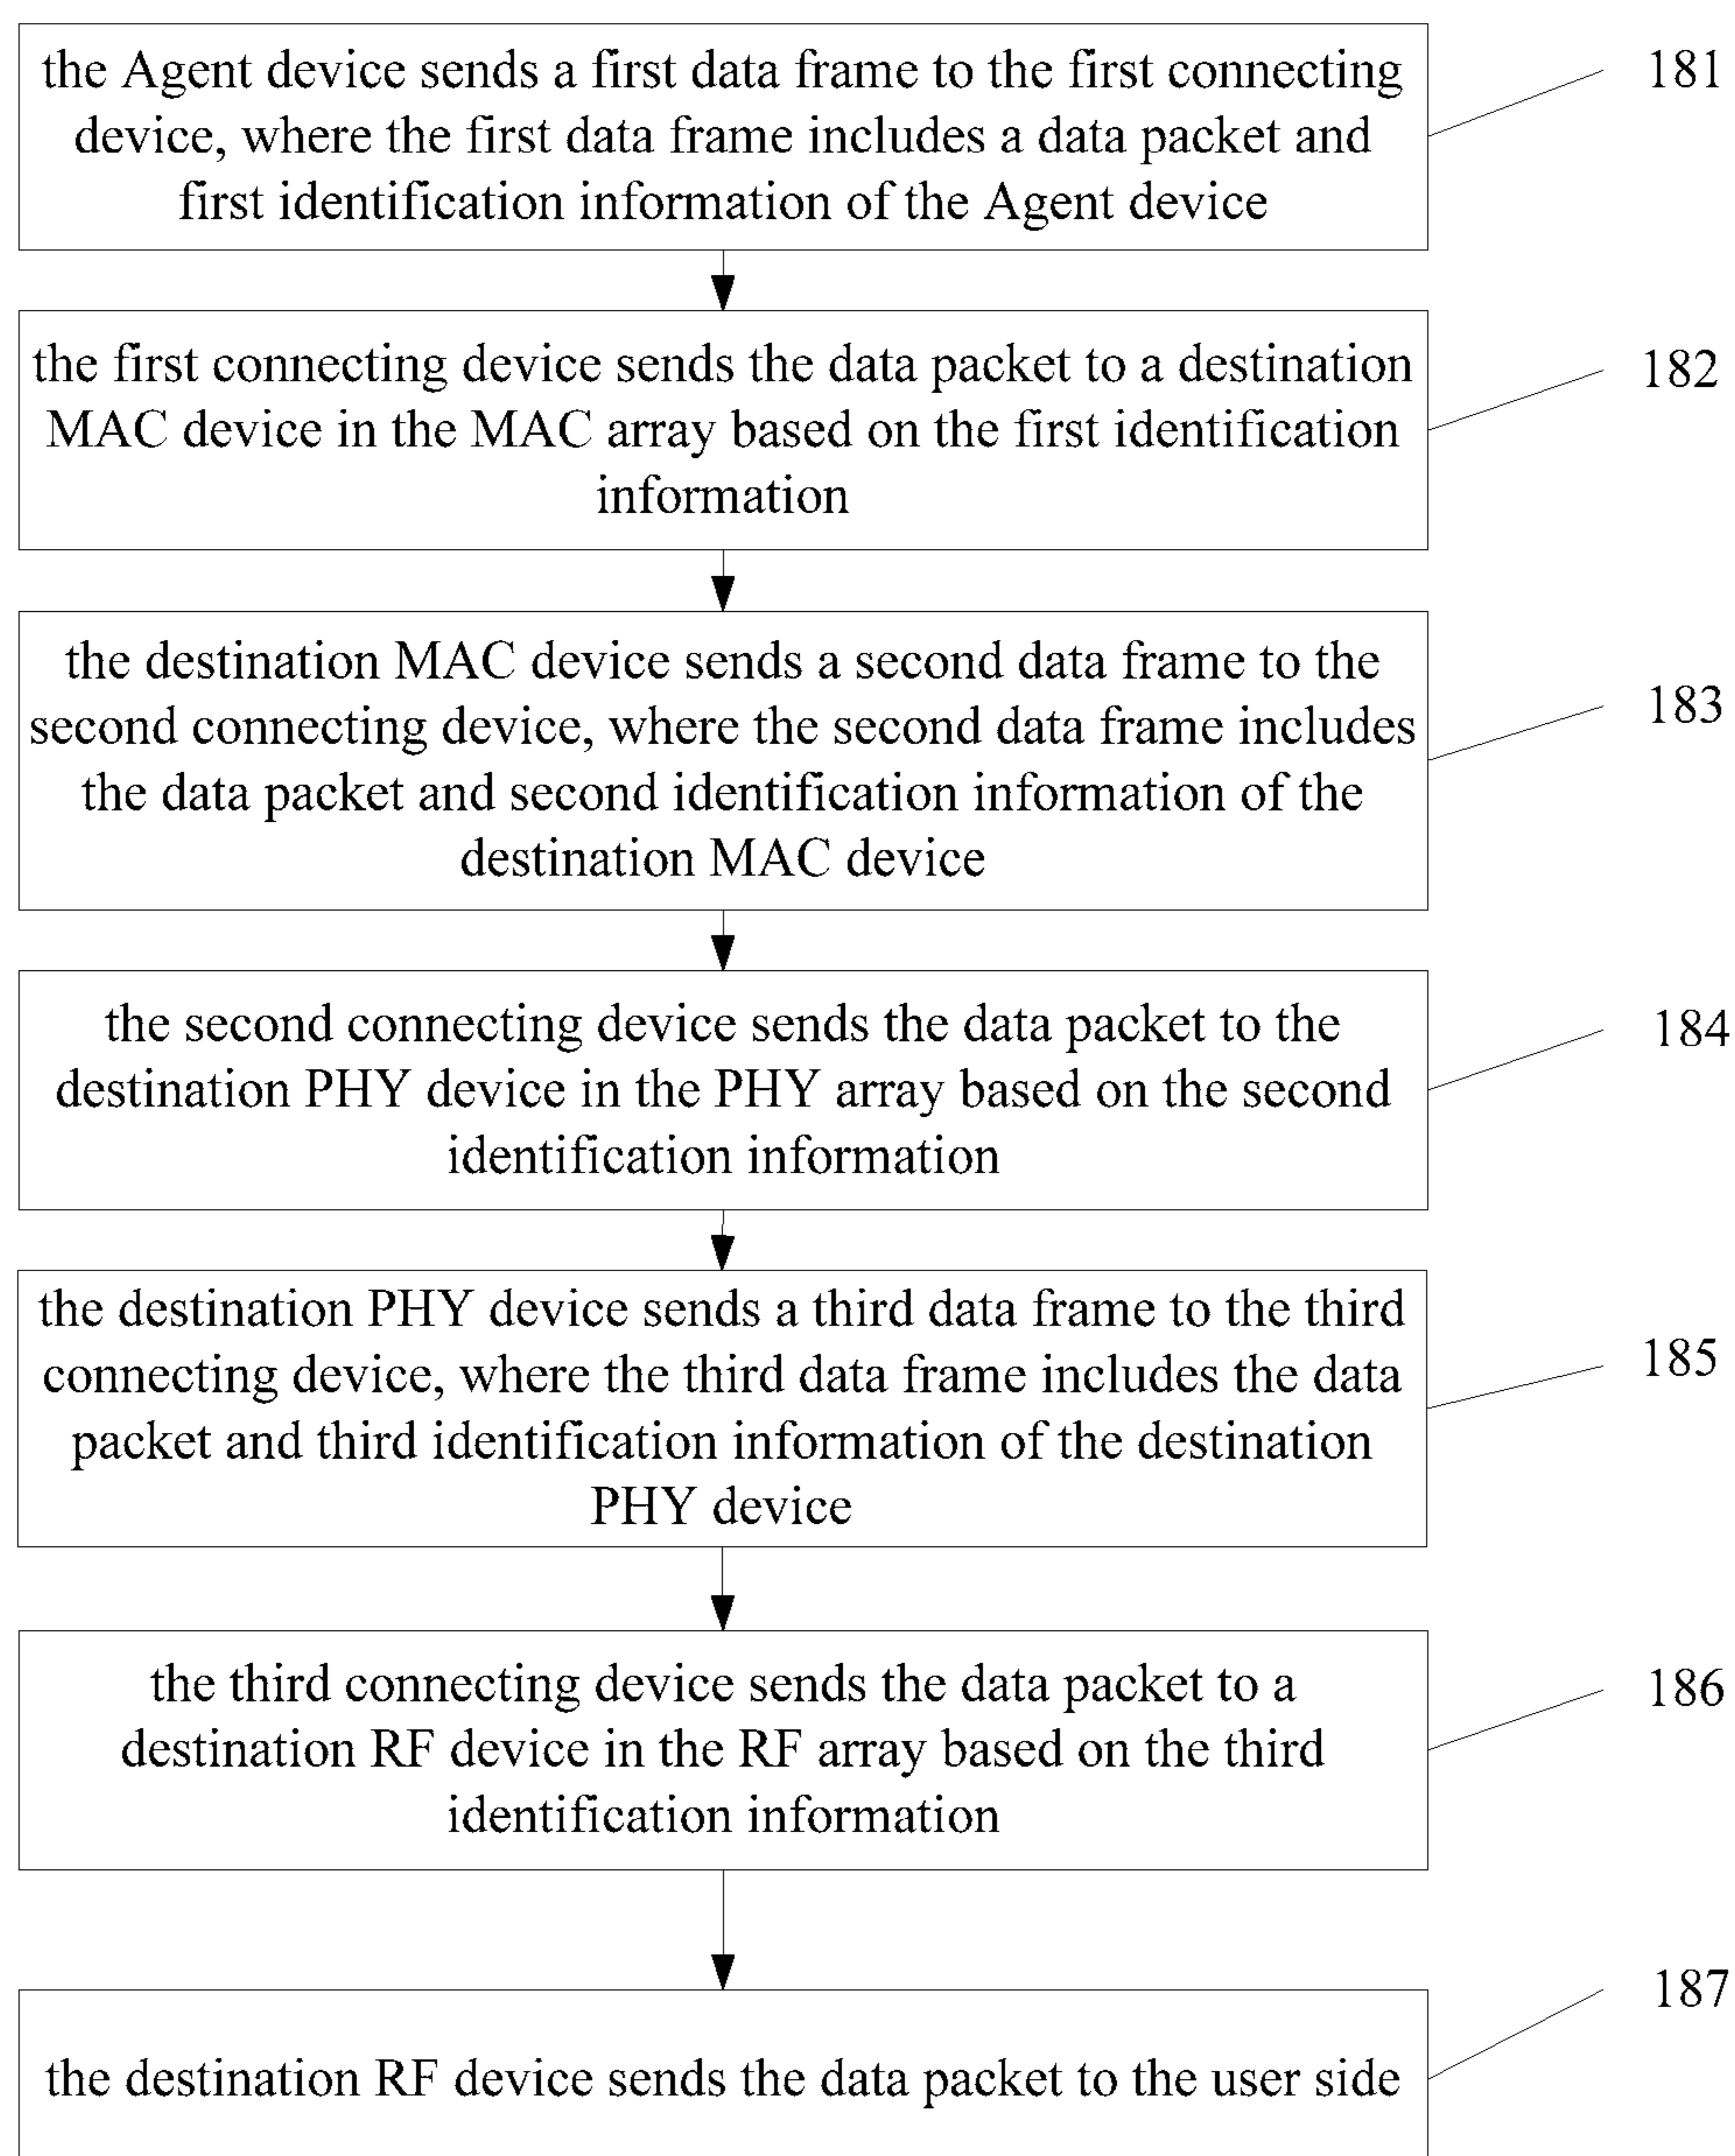 the Agent device sends a first data frame to the first connecting
device, where the first data frame includes a data packet and
first identification information of the Agent device
181
the first connecting device sends the data packet to a destination
MAC device in the MAC array based on the first identification
information
182
the destination MAC device sends a second data frame to the
second connecting device, where the second data frame includes
the data packet and second identification information of the
destination MAC device
183
the second connecting device sends the data packet to the
destination PHY device in the PHY array based on the second
identification information
184
the destination PHY device sends a third data frame to the third
connecting device, where the third data frame includes the data
packet and third identification information of the destination
PHY device
185
the third connecting device sends the data packet to a
destination RF device in the RF array based on the third
identification information
186
the destination RF device sends the data packet to the user side
187